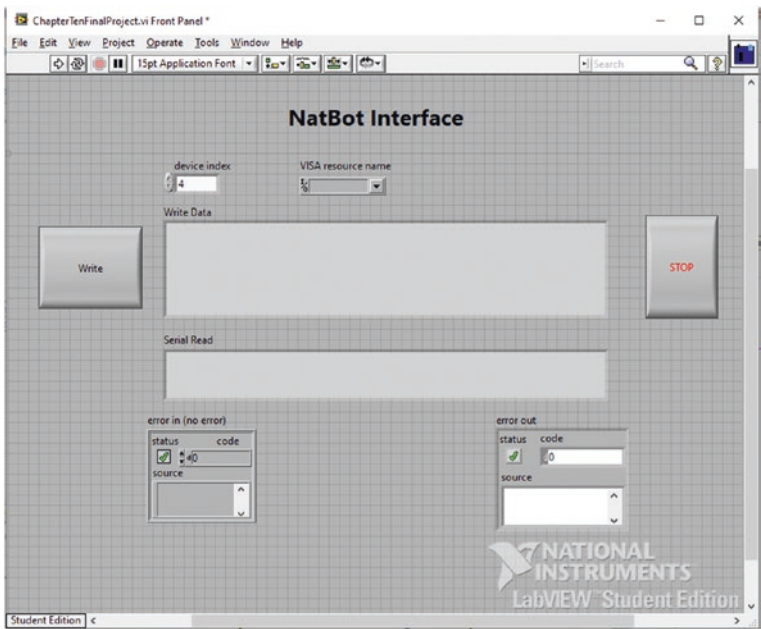 ChapterTenFinalProject.vi Front Panel *
File Edit View Project Operate Tools Window Help
15pt Application Font
Search
NatBot Interface
device index
VISA resource name
4
Write Data
Write
STOP
Serial Read
error in (no error)
error out
status code
0
source
status code
0
source
NATIONAL
INSTRUMENTS
LabVIEW Student Edition
Student Edition